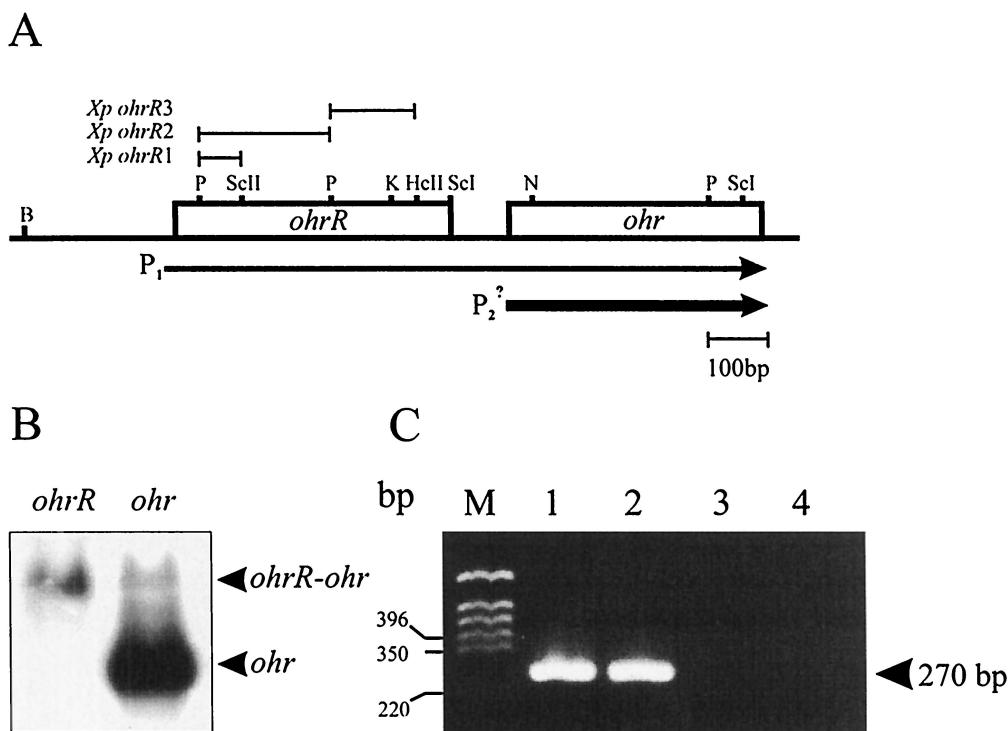 A
Xp ohrR3
Xp ohrR2
Xp ohrR1
P ScII P K HcII ScI N P ScI
B
ohrR ohr
P1
P2?
100bp
B C
ohrR ohr
bp M 1 2 3 4
ohrR-ohr
ohr
396
350
220
270 bp